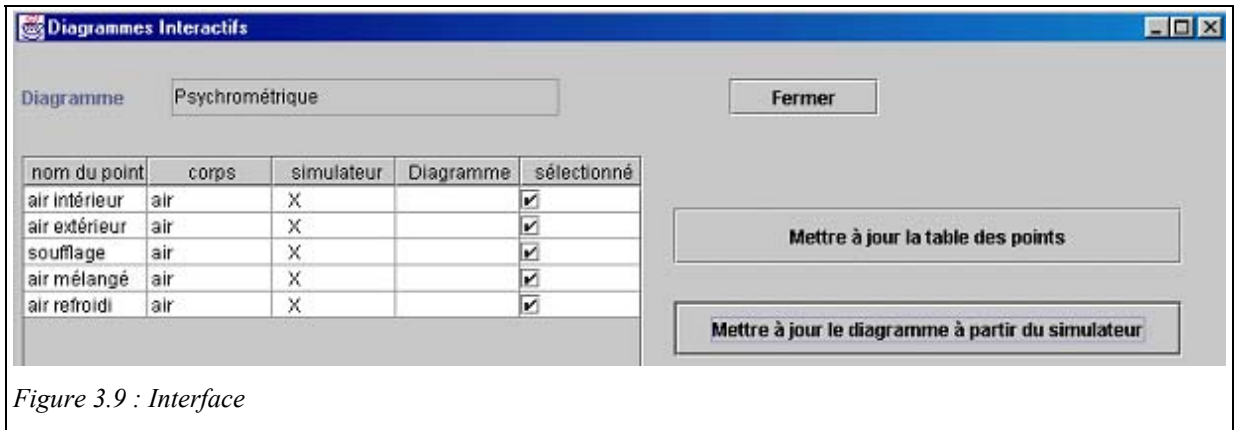 Diagrammes Interactifs
Diagramme Psychrométrique Fermer
nom du point corps simulateur Diagramme sélectionné
air intérieur air X
air extérieur air X
soufflage air X
air mélangé air X
air refroidi air X
Mettre à jour la table des points
Mettre à jour le diagramme à partir du simulateur
Figure 3.9 : Interface